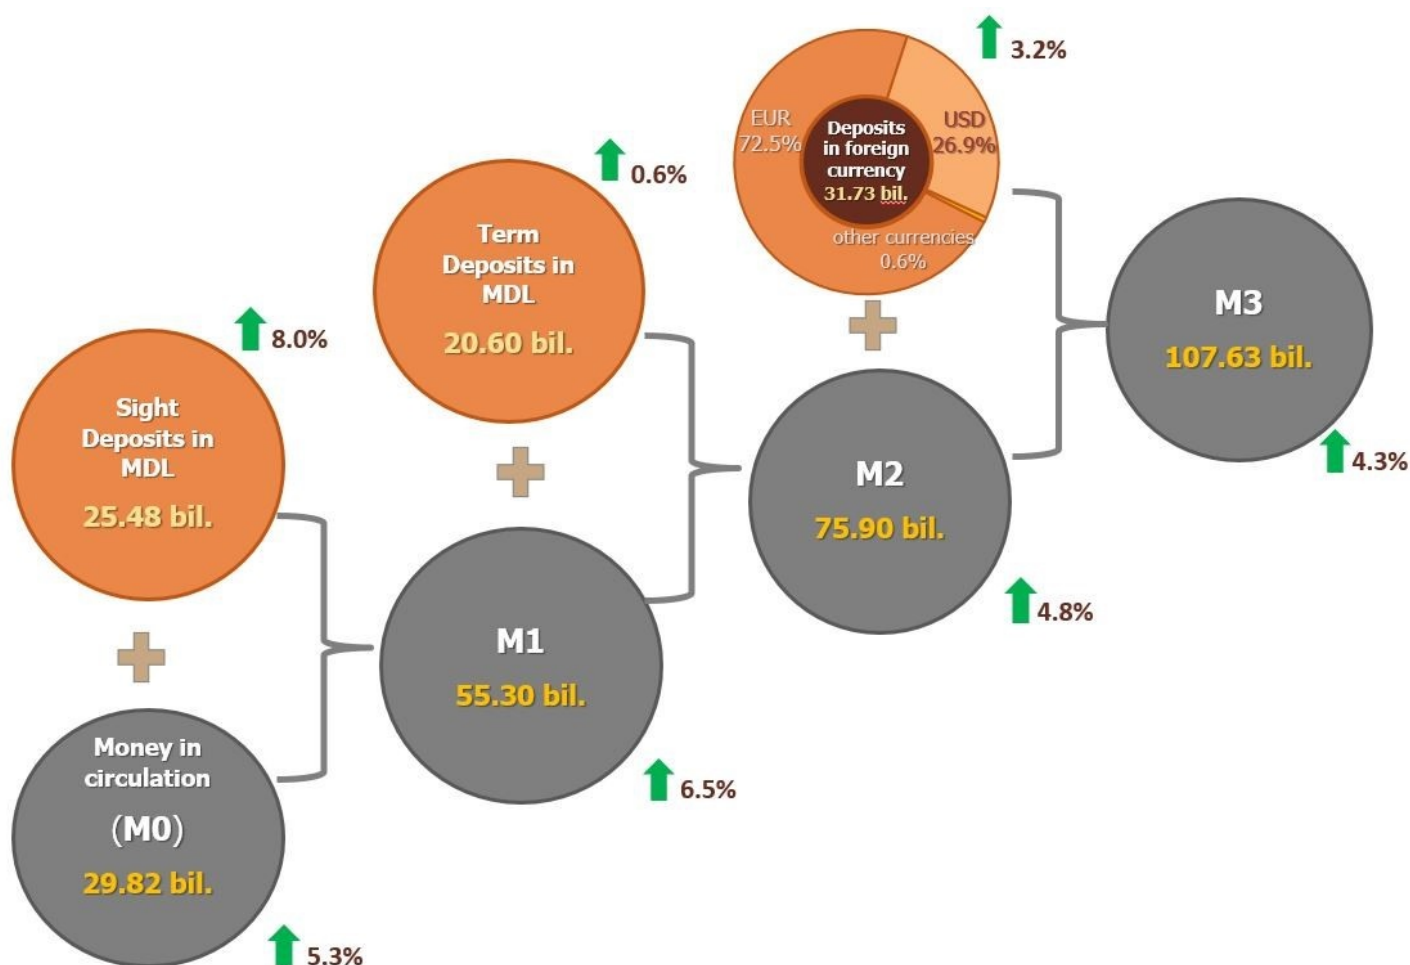 3.2%
EUR
72.5%
Deposits
in foreign
currency
31.73 bil.
USD
26.9%
other currencies
0.6%
0.6%
Term
Deposits in
MDL
20.60 bil.
M3
107.63 bil.
4.3%
8.0%
Sight
Deposits in
MDL
25.48 bil.
M2
75.90 bil.
4.8%
M1
55.30 bil.
6.5%
Money in
circulation
(M0)
29.82 bil.
5.3%